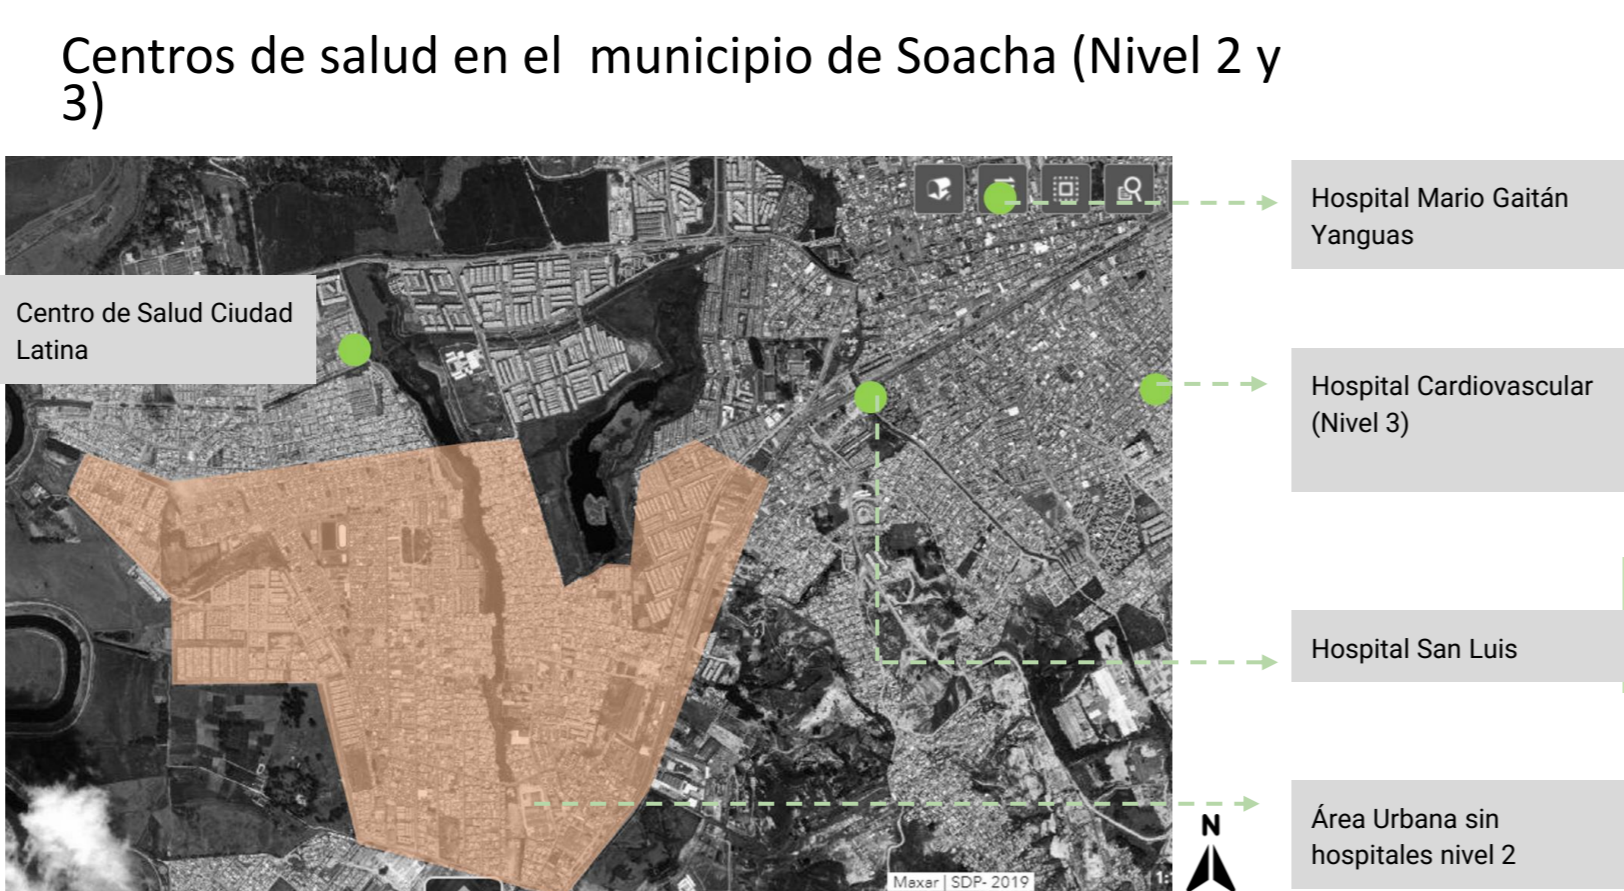 Centros de salud en el municipio de Soacha (Nivel 2 y
3)
Hospital Mario Gaitán
Yanguas
Centro de Salud Ciudad
Latina
Hospital Cardiovascular
(Nivel 3)
Hospital San Luis
Área Urbana sin
hospitales nivel 2
N
Maxar | SDP- 2019
1: